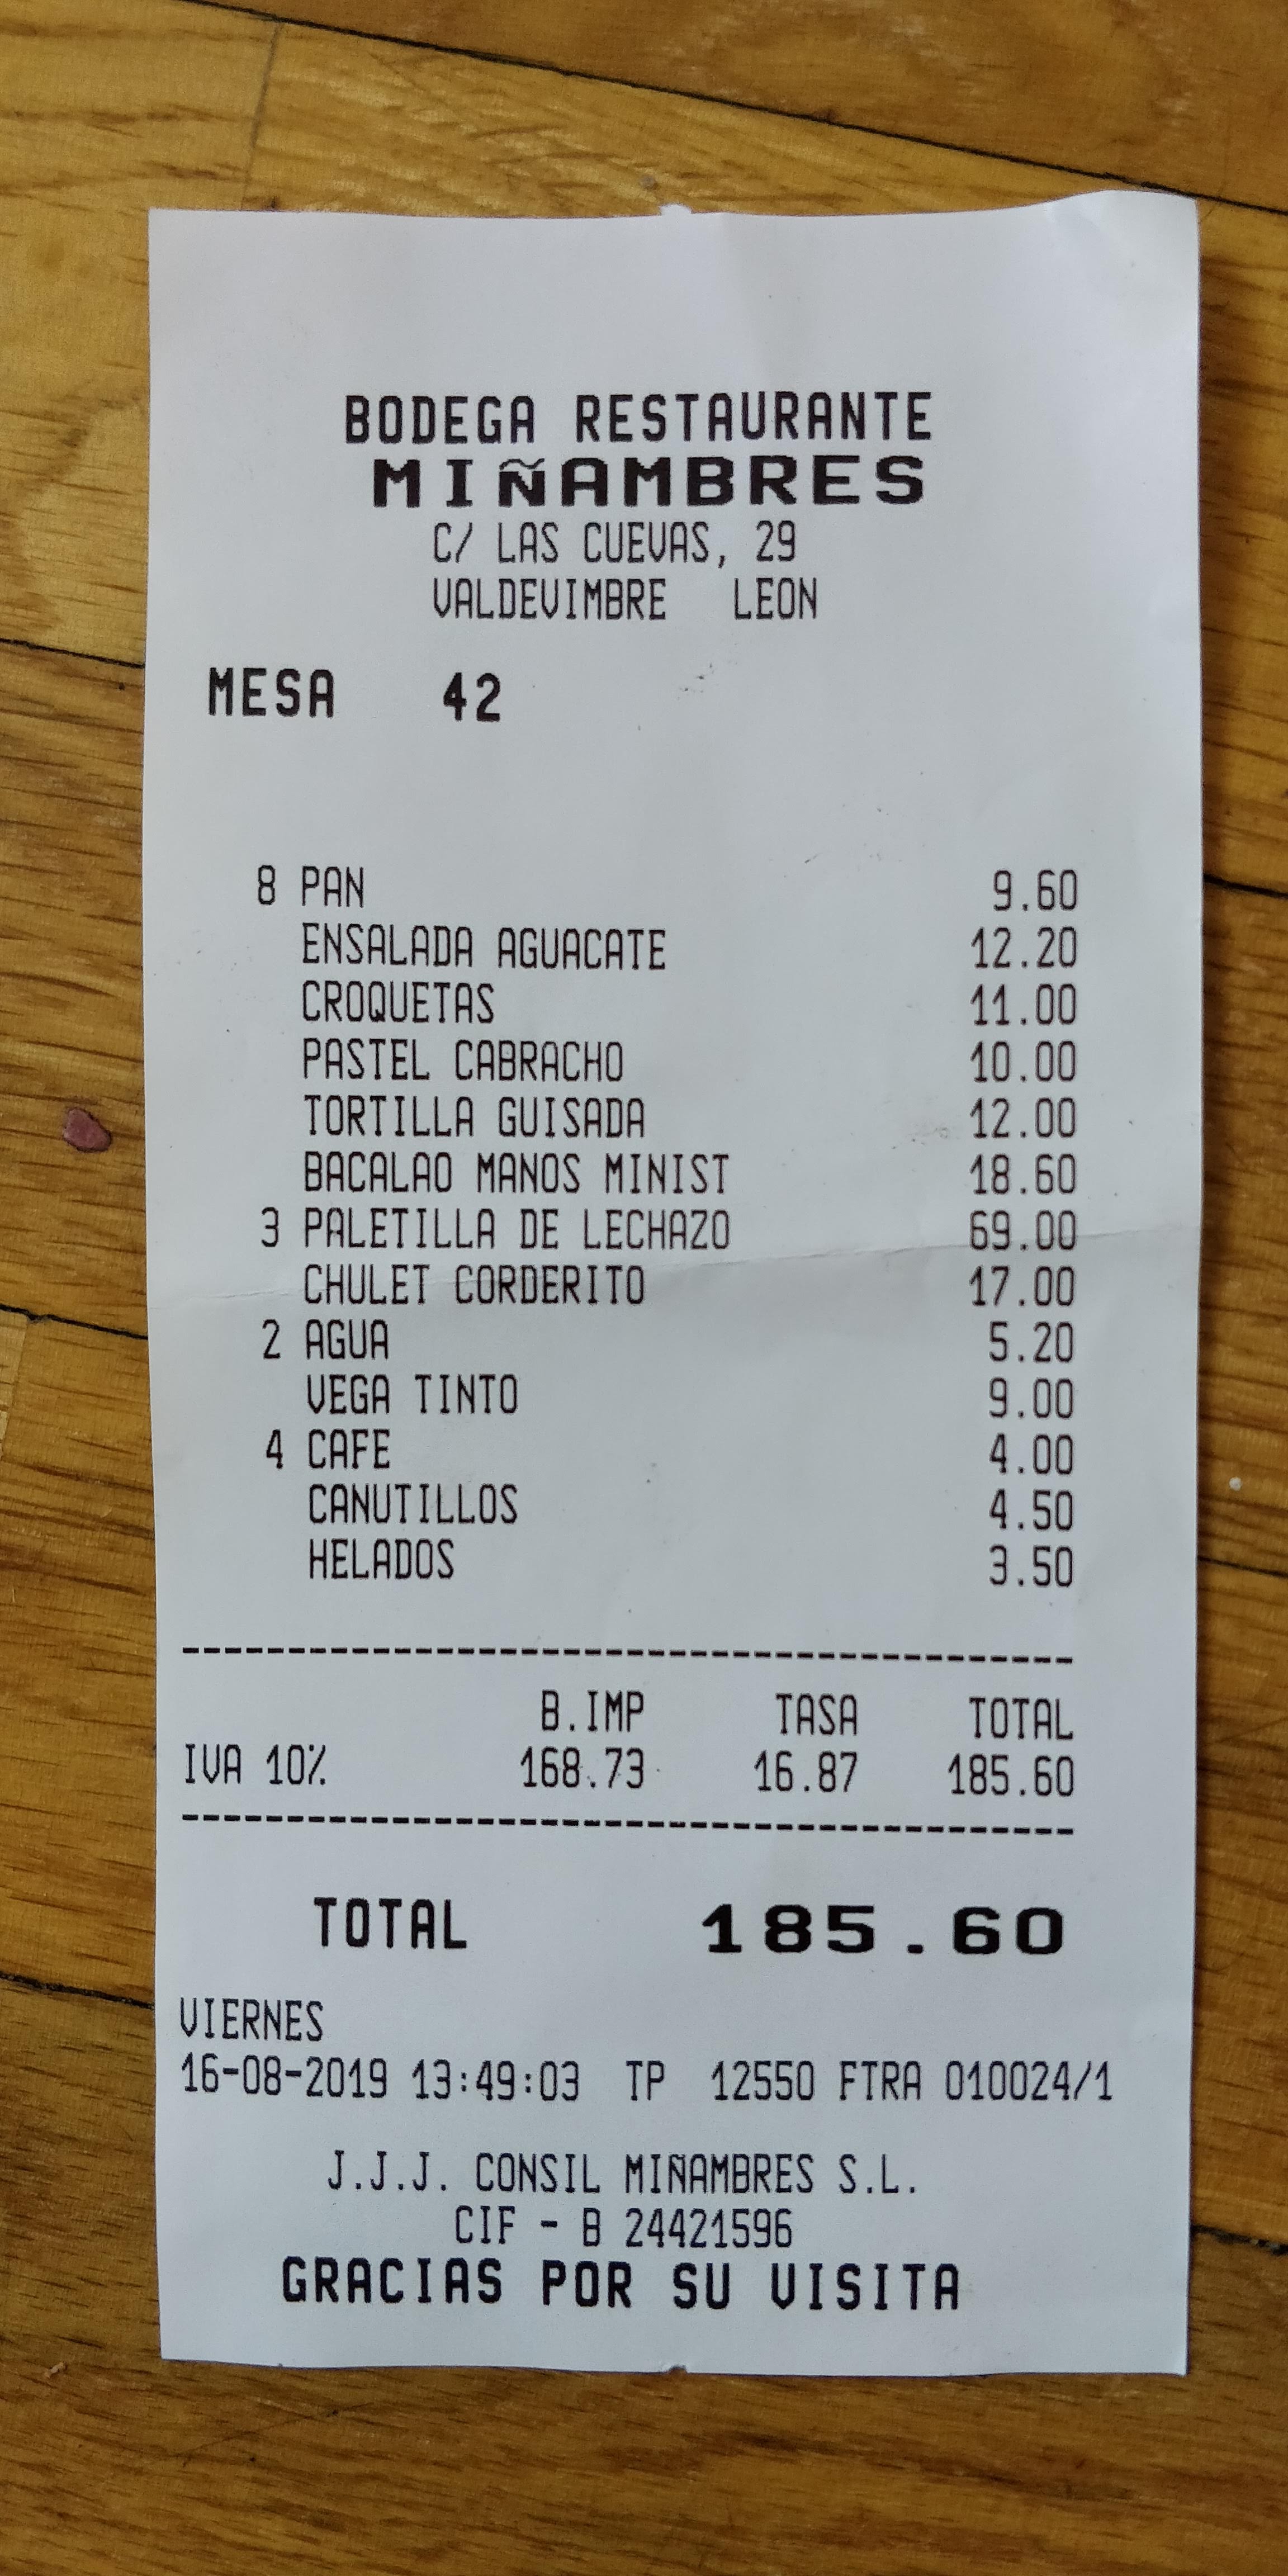 BODEGA RESTAURANTE
MIÑAMBRES
C/ LAS CUEVAS, 29
VALDEVIMBRE LEON
MESA 42
8 PAN 9.60
ENSALADA AGUACATE 12.20
CROQUETAS 11.00
PASTEL CABRACHO 10.00
TORTILLA GUISADA 12.00
BACALAO MANOS MINIST 18.60
3 PALETILLA DE LECHAZO 69.00
CHULET CORDERITO 17.00
2 AGUA 5.20
VEGA TINTO 9.00
4 CAFE 4.00
CANUTILLOS 4.50
HELADOS 3.50
------------------------------------------
B.IMP TASA TOTAL
IVA 10% 168.73 16.87 185.60
------------------------------------------
TOTAL 185.60
VIERNES
16-08-2019 13:49:03 TP 12550 FTRA 010024/1
J.J.J. CONSIL MIÑAMBRES S.L.
CIF - B 24421596
GRACIAS POR SU VISITA